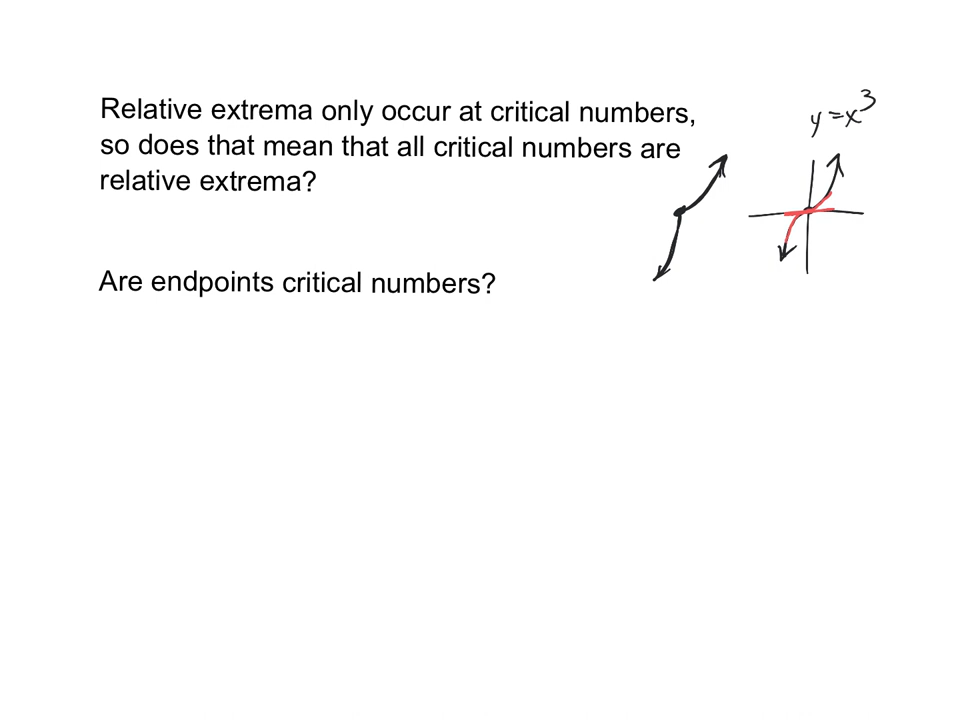 Relative extrema only occur at critical numbers,
so does that mean that all critical numbers are
relative extrema?
y=x³
Are endpoints critical numbers?